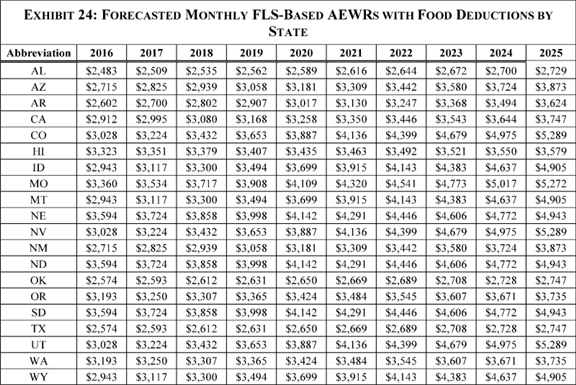 EXHIBIT 24: FORECASTED MONTHLY FLS-BASED AEWRS WITH FOOD DEDUCTIONS BY
STATE
Abbreviation 2016 2017 2018 2019 2020 2021 2022 2023 2024 2025
AL $2,483 $2,509 $2,535 $2,562 $2,589 $2,616 $2,644 $2,672 $2,700 $2,729
AZ $2,715 $2,825 $2,939 $3,058 $3,181 $3,309 $3,442 $3,580 $3,724 $3,873
AR $2,602 $2,700 $2,802 $2,907 $3,017 $3,130 $3,247 $3,368 $3,494 $3,624
CA $2,912 $2,995 $3,080 $3,168 $3,258 $3,350 $3,446 $3,543 $3,644 $3,747
CO $3,028 $3,224 $3,432 $3,653 $3,887 $4,136 $4,399 $4,679 $4,975 $5,289
HI $3,323 $3,351 $3,379 $3,407 $3,435 $3,463 $3,492 $3,521 $3,550 $3,579
ID $2,943 $3,117 $3,300 $3,494 $3,699 $3,915 $4,143 $4,383 $4,637 $4,905
MO $3,360 $3,534 $3,717 $3,908 $4,109 $4,320 $4,541 $4,773 $5,017 $5,272
MT $2,943 $3,117 $3,300 $3,494 $3,699 $3,915 $4,143 $4,383 $4,637 $4,905
NE $3,594 $3,724 $3,858 $3,998 $4,142 $4,291 $4,446 $4,606 $4,772 $4,943
NV $3,028 $3,224 $3,432 $3,653 $3,887 $4,136 $4,399 $4,679 $4,975 $5,289
NM $2,715 $2,825 $2,939 $3,058 $3,181 $3,309 $3,442 $3,580 $3,724 $3,873
ND $3,594 $3,724 $3,858 $3,998 $4,142 $4,291 $4,446 $4,606 $4,772 $4,943
OK $2,574 $2,593 $2,612 $2,631 $2,650 $2,669 $2,689 $2,708 $2,728 $2,747
OR $3,193 $3,250 $3,307 $3,365 $3,424 $3,484 $3,545 $3,607 $3,671 $3,735
SD $3,594 $3,724 $3,858 $3,998 $4,142 $4,291 $4,446 $4,606 $4,772 $4,943
TX $2,574 $2,593 $2,612 $2,631 $2,650 $2,669 $2,689 $2,708 $2,728 $2,747
UT $3,028 $3,224 $3,432 $3,653 $3,887 $4,136 $4,399 $4,679 $4,975 $5,289
WA $3,193 $3,250 $3,307 $3,365 $3,424 $3,484 $3,545 $3,607 $3,671 $3,735
WY $2,943 $3,117 $3,300 $3,494 $3,699 $3,915 $4,143 $4,383 $4,637 $4,905